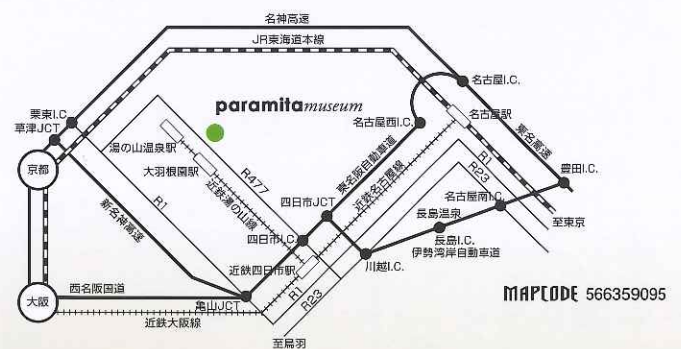 名神高速
JR東海道本線
名古屋I.C.
栗東I.C.
草津JCT
paramitamuseum
名古屋駅
名古屋西I.C.
湯の山温泉駅
東名高速
京都
大羽根園駅
東名阪自動車道
R1
R477
近鉄名古屋線
R23
豊田I.C.
近鉄湯の山線
R1
四日市JCT
名古屋南I.C.
新名神高速
長島温泉
至東京
四日市I.C.
長島I.C.
伊勢湾岸自動車道
近鉄四日市駅
川越I.C.
西名阪国道
R1
大阪
亀山JCT
R23
MAPCODE 566359095
近鉄大阪線
至鳥羽